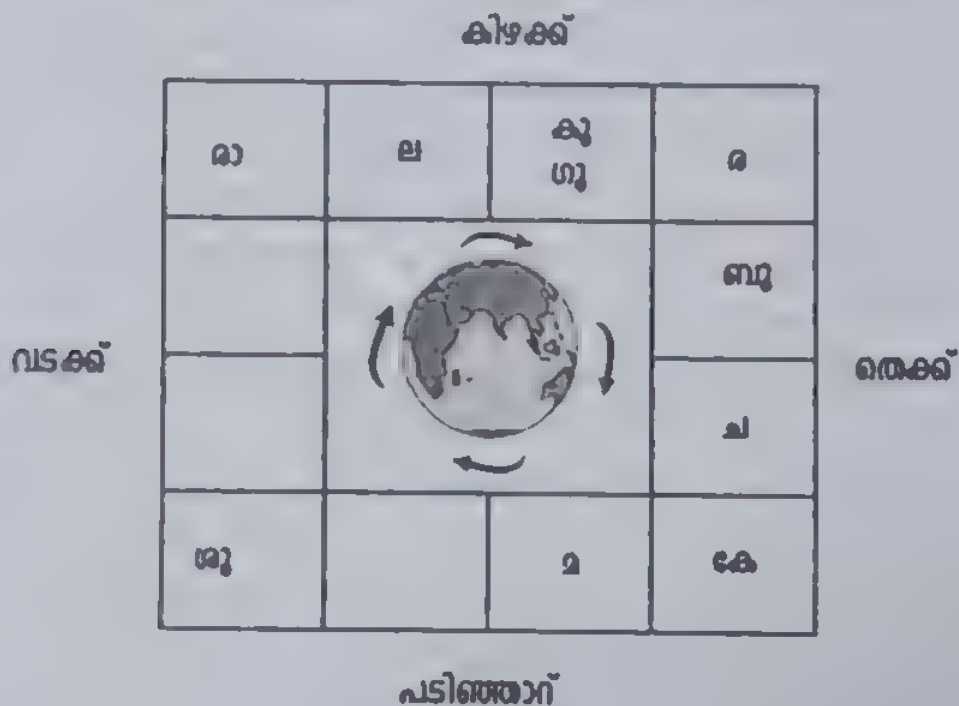 കിഴക്ക്
മാ
ല
കു
ഗു
ര
ബു
വടക്ക്
തെക്ക്
ച
ശു
മ
കേ
പടിഞ്ഞാറ്